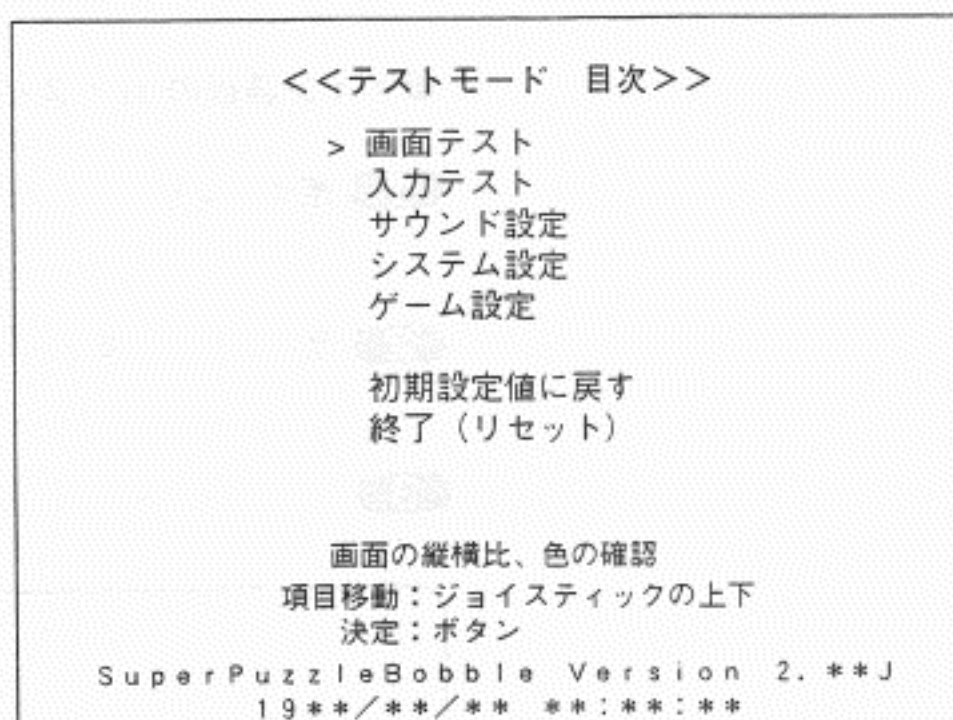 <<テストモード　目次>>
> 画面テスト
入力テスト
サウンド設定
システム設定
ゲーム設定
初期設定値に戻す
終了（リセット）
画面の縦横比、色の確認
項目移動：ジョイスティックの上下
決定：ボタン
SuperPuzzleBobble Version 2.**J
19**/**/** **:**:**